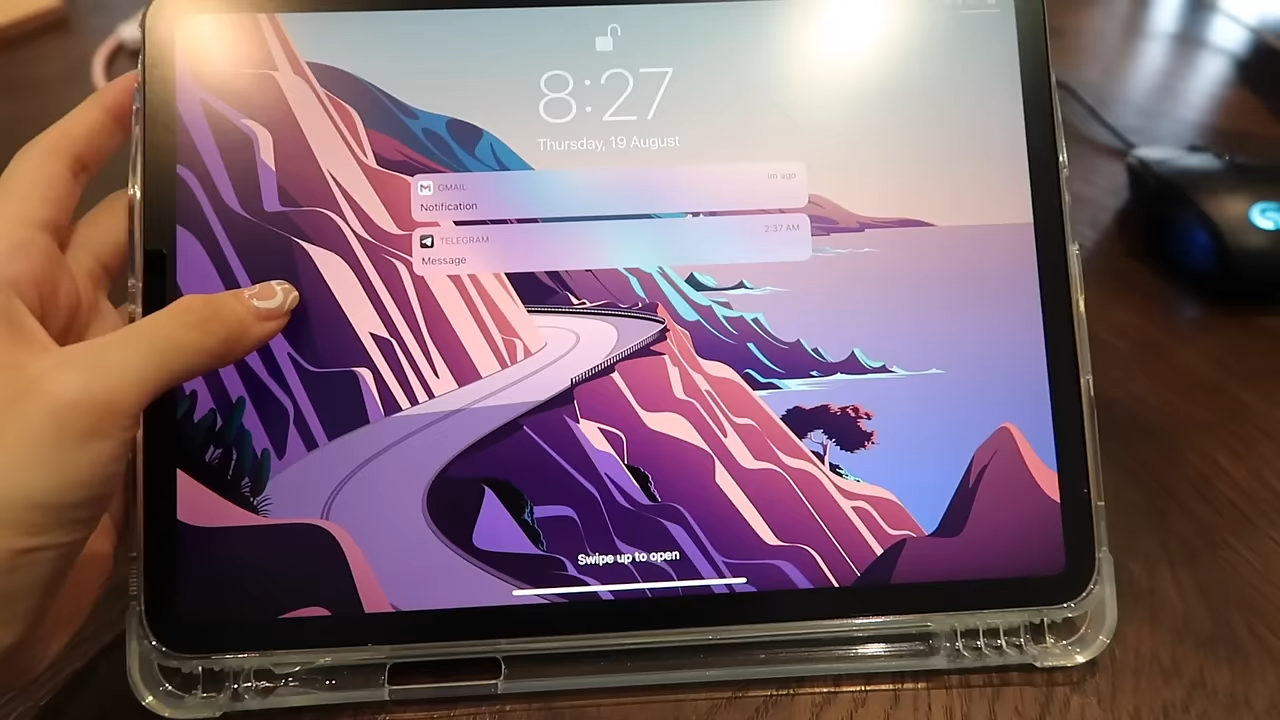 8:27
Thursday, 19 August
GMAIL
1m ago
Notification
TELEGRAM
2:37 AM
Message
Swipe up to open